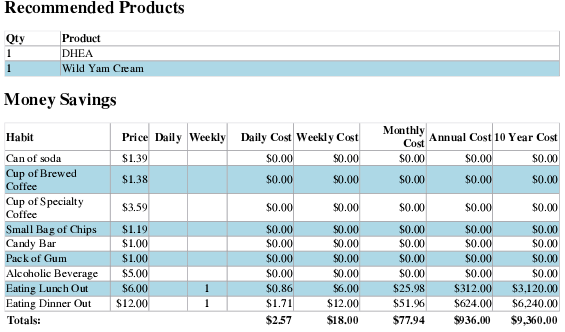 Recommended Products
Qty Product
1 DHEA
1 Wild Yam Cream
Money Savings
Habit Price Daily Weekly Daily Cost Weekly Cost Monthly Cost Annual Cost 10 Year Cost
Can of soda $1.39 $0.00 $0.00 $0.00 $0.00 $0.00
Cup of Brewed Coffee $1.38 $0.00 $0.00 $0.00 $0.00 $0.00
Cup of Specialty Coffee $3.59 $0.00 $0.00 $0.00 $0.00 $0.00
Small Bag of Chips $1.19 $0.00 $0.00 $0.00 $0.00 $0.00
Candy Bar $1.00 $0.00 $0.00 $0.00 $0.00 $0.00
Pack of Gum $1.00 $0.00 $0.00 $0.00 $0.00 $0.00
Alcoholic Beverage $5.00 $0.00 $0.00 $0.00 $0.00 $0.00
Eating Lunch Out $6.00 1 $0.86 $6.00 $25.98 $312.00 $3,120.00
Eating Dinner Out $12.00 1 $1.71 $12.00 $51.96 $624.00 $6,240.00
Totals: $2.57 $18.00 $77.94 $936.00 $9,360.00